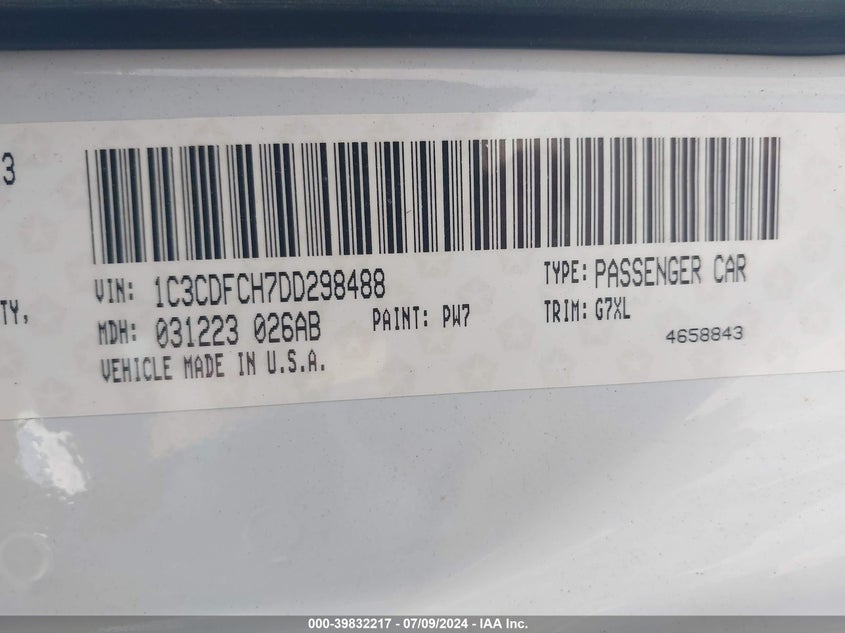 3
TY,
VIN: 1C3CDFCH7DD298488
TYPE: PASSENGER CAR
MDH: 031223 026AB
PAINT: PW7
TRIM: G7XL
VEHICLE MADE IN U.S.A.
4658843
000-39832217 - 07/09/2024 - IAA Inc.